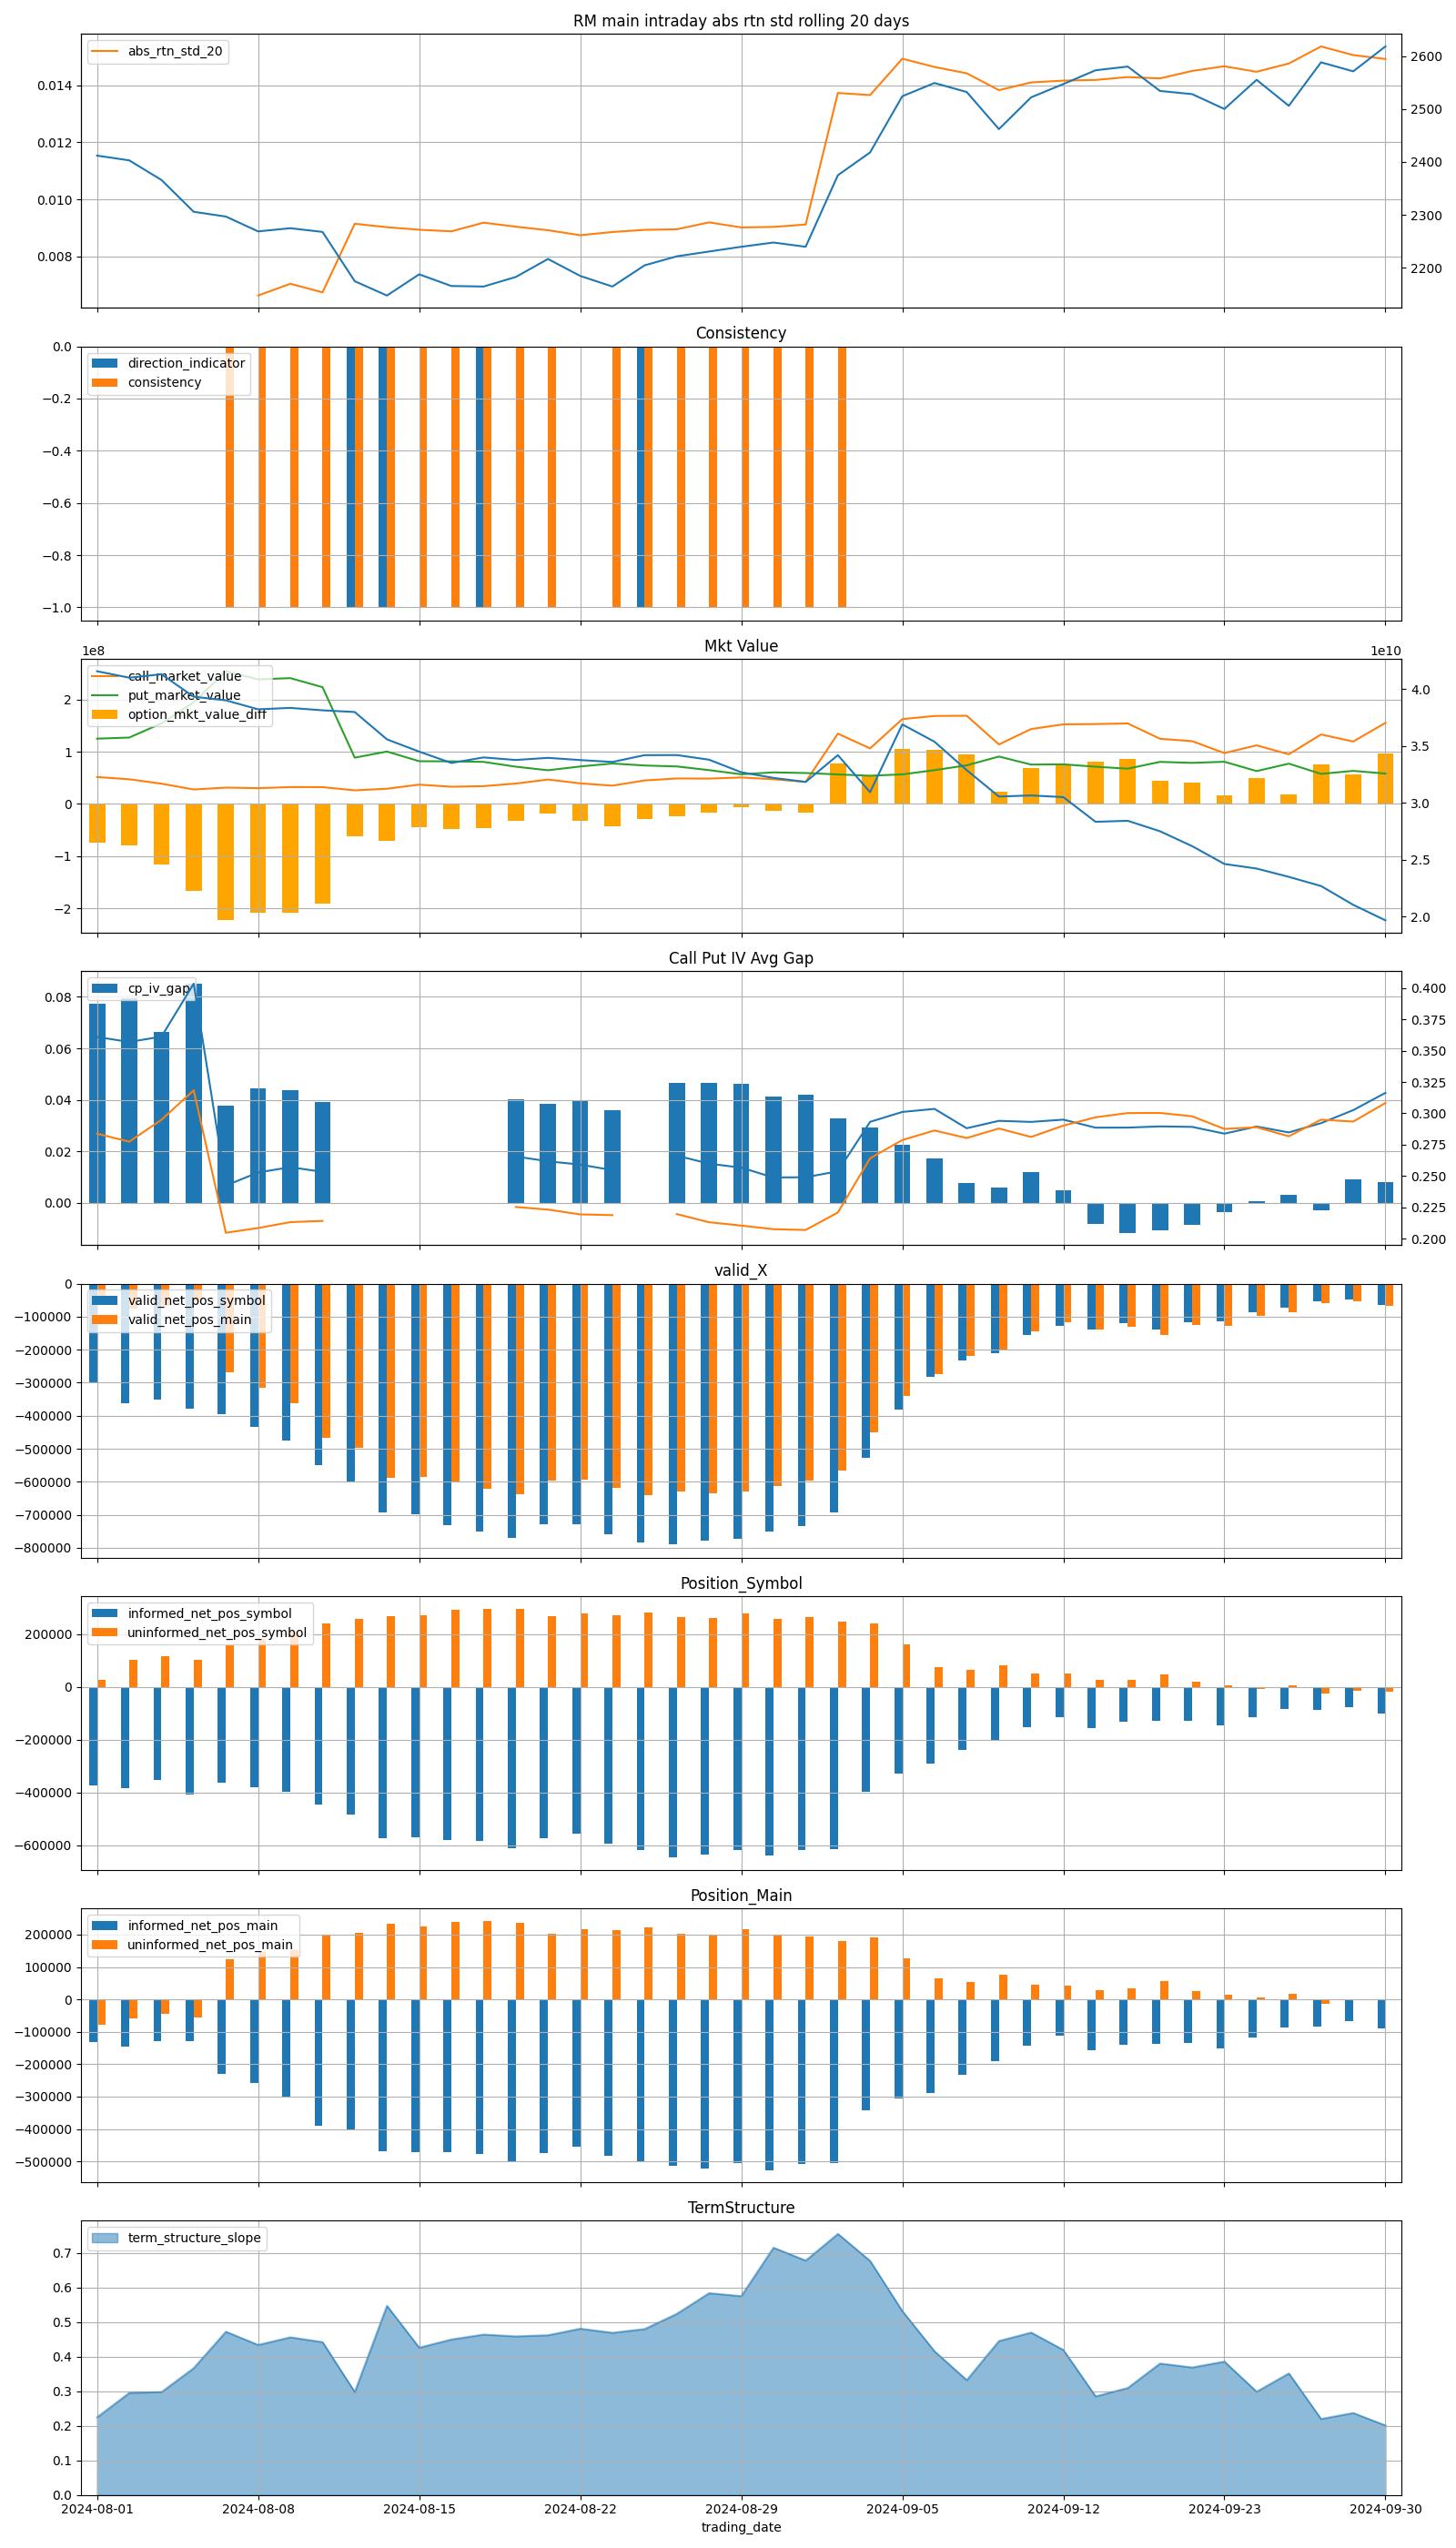 RM main intraday abs rtn std rolling 20 days
abs_rtn_std_20
0.014
0.012
0.010
0.008
2600
2500
2400
2300
2200
Consistency
direction_indicator
consistency
0.0
−0.2
−0.4
−0.6
−0.8
−1.0
Mkt Value
1e8
1e10
call_market_value
put_market_value
option_mkt_value_diff
2
1
0
−1
−2
4.0
3.5
3.0
2.5
2.0
Call Put IV Avg Gap
cp_iv_gap
0.08
0.06
0.04
0.02
0.00
0.400
0.375
0.350
0.325
0.300
0.275
0.250
0.225
0.200
valid_X
valid_net_pos_symbol
valid_net_pos_main
0
−100000
−200000
−300000
−400000
−500000
−600000
−700000
−800000
Position_Symbol
informed_net_pos_symbol
uninformed_net_pos_symbol
200000
0
−200000
−400000
−600000
Position_Main
informed_net_pos_main
uninformed_net_pos_main
200000
100000
0
−100000
−200000
−300000
−400000
−500000
TermStructure
term_structure_slope
0.7
0.6
0.5
0.4
0.3
0.2
0.1
0.0
2024-08-01 2024-08-08 2024-08-15 2024-08-22 2024-08-29 2024-09-05 2024-09-12 2024-09-23 2024-09-30
trading_date